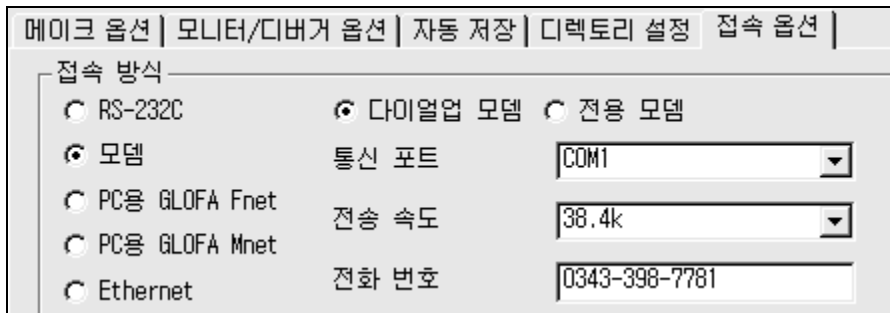 메이크 옵션 모니터/디버거 옵션 자동 저장 디렉토리 설정 접속 옵션
접속 방식
RS-232C 다이얼업 모뎀 전용 모뎀
모뎀 통신 포트 COM1
PC용 GLOFA Fnet
전송 속도 38.4k
PC용 GLOFA Mnet
Ethernet 전화 번호 0343-398-7781